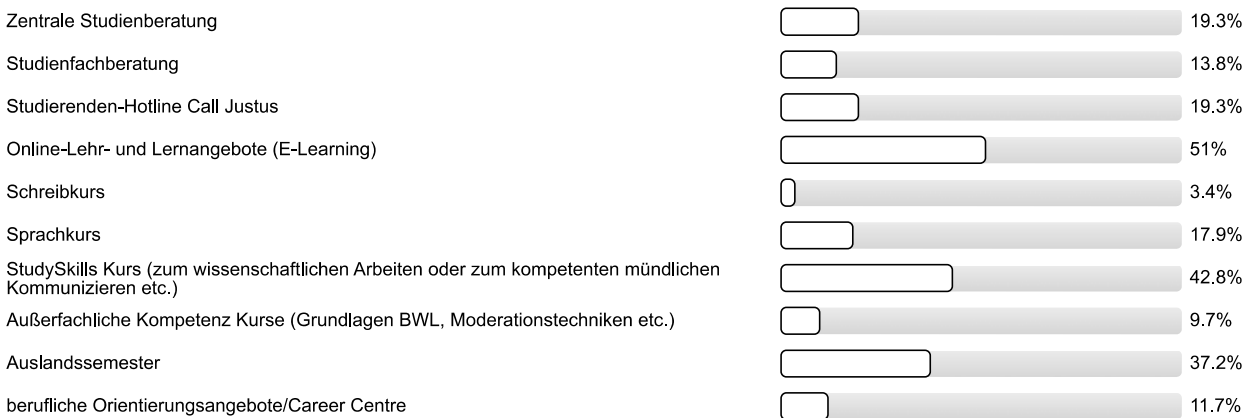 Zentrale Studienberatung 19.3%
Studienfachberatung 13.8%
Studierenden-Hotline Call Justus 19.3%
Online-Lehr- und Lernangebote (E-Learning) 51%
Schreibkurs 3.4%
Sprachkurs 17.9%
StudySkills Kurs (zum wissenschaftlichen Arbeiten oder zum kompetenten mündlichen
Kommunizieren etc.) 42.8%
Außerfachliche Kompetenz Kurse (Grundlagen BWL, Moderationstechniken etc.) 9.7%
Auslandssemester 37.2%
berufliche Orientierungsangebote/Career Centre 11.7%